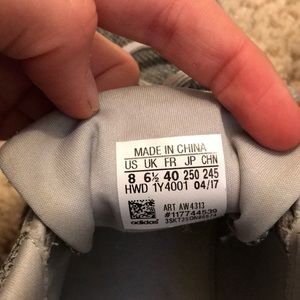 MADE IN CHINA
US UK FR JP CHN
8 6½ 40 250 245
HWD 1Y4001 04/17
ART AW4313
#117744539
adidas